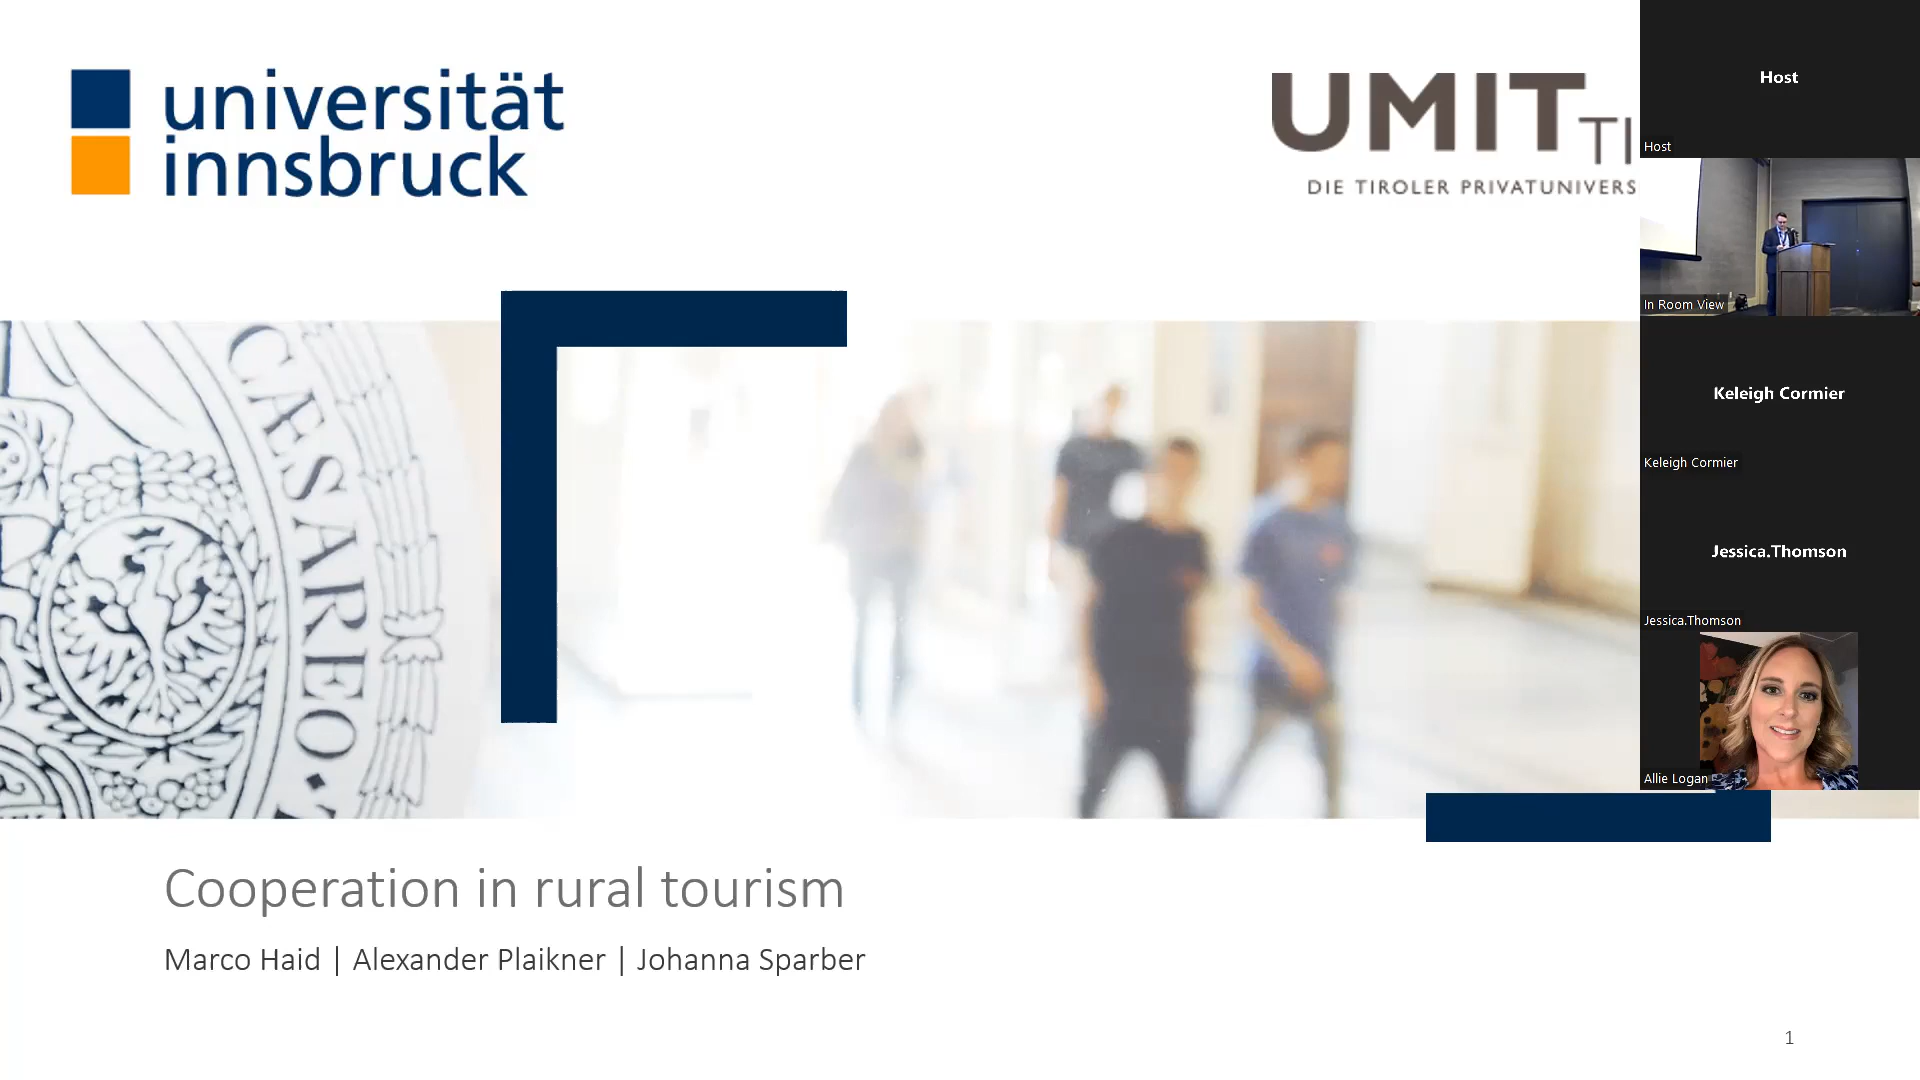 universität
innsbruck
UMIT TI
DIE TIROLER PRIVATUNIVERS
CÆSAREO
Cooperation in rural tourism
Marco Haid | Alexander Plaikner | Johanna Sparber
1
Host
Host
In Room View
Keleigh Cormier
Keleigh Cormier
Jessica.Thomson
Jessica.Thomson
Allie Logan